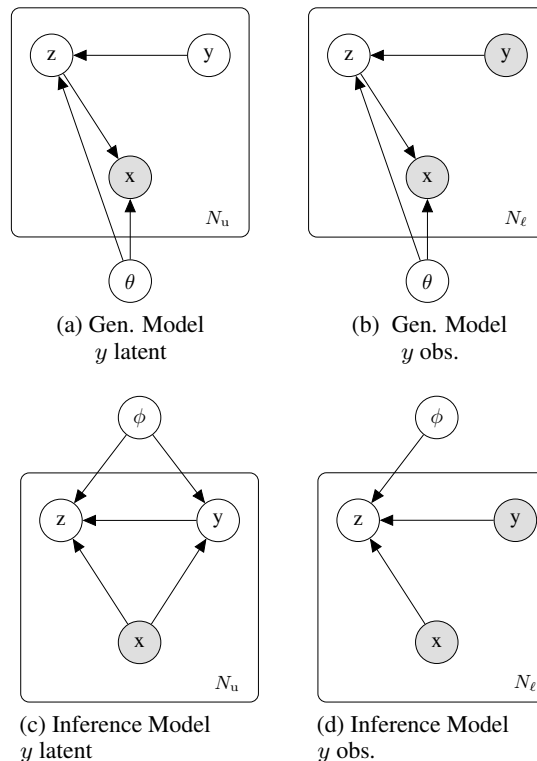 z y z y
x x
N_u N_ℓ
θ θ
(a) Gen. Model (b) Gen. Model
y latent y obs.
ϕ ϕ
z y z y
x x
N_u N_ℓ
(c) Inference Model (d) Inference Model
y latent y obs.